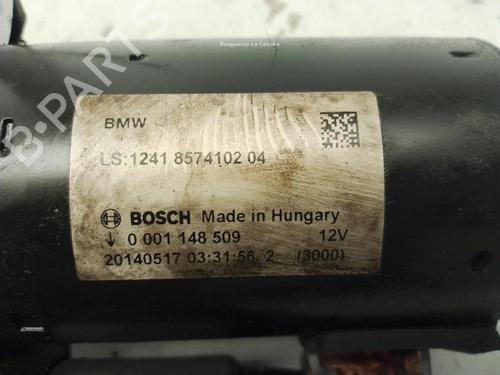 Desguaces La Cabaña
B-PARTS
BMW
LS:1241 8574102 04
BOSCH Made in Hungary
↓ 0 001 148 509 12V
20140517 03:31:56 2 (3000)